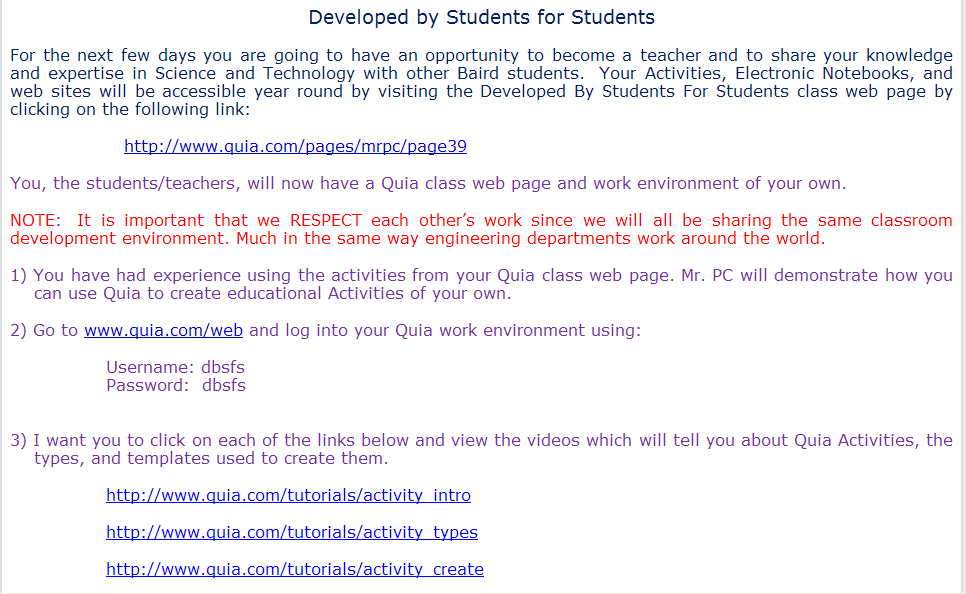 Developed by Students for Students
For the next few days you are going to have an opportunity to become a teacher and to share your knowledge
and expertise in Science and Technology with other Baird students.  Your Activities, Electronic Notebooks, and
web sites will be accessible year round by visiting the Developed By Students For Students class web page by
clicking on the following link:
http://www.quia.com/pages/mrpc/page39
You, the students/teachers, will now have a Quia class web page and work environment of your own.
NOTE:  It is important that we RESPECT each other’s work since we will all be sharing the same classroom
development environment. Much in the same way engineering departments work around the world.
1) You have had experience using the activities from your Quia class web page. Mr. PC will demonstrate how you
can use Quia to create educational Activities of your own.
2) Go to www.quia.com/web and log into your Quia work environment using:
Username: dbsfs
Password:  dbsfs
3) I want you to click on each of the links below and view the videos which will tell you about Quia Activities, the
types, and templates used to create them.
http://www.quia.com/tutorials/activity_intro
http://www.quia.com/tutorials/activity_types
http://www.quia.com/tutorials/activity_create